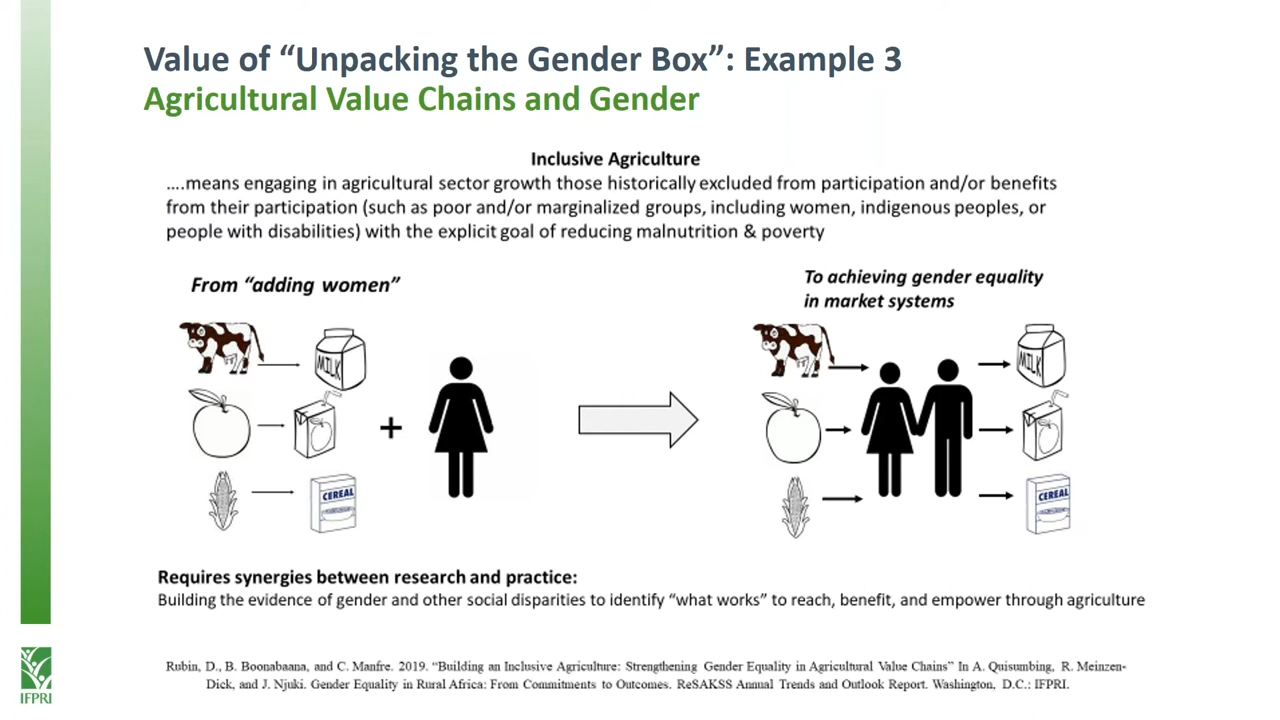 Value of “Unpacking the Gender Box”: Example 3
Agricultural Value Chains and Gender
Inclusive Agriculture
....means engaging in agricultural sector growth those historically excluded from participation and/or benefits
from their participation (such as poor and/or marginalized groups, including women, indigenous peoples, or
people with disabilities) with the explicit goal of reducing malnutrition & poverty
From “adding women”
To achieving gender equality
in market systems
MILK
+
CEREAL
MILK
CEREAL
Requires synergies between research and practice:
Building the evidence of gender and other social disparities to identify “what works” to reach, benefit, and empower through agriculture
Rubin, D., B. Boonabaana, and C. Manfre. 2019. “Building an Inclusive Agriculture: Strengthening Gender Equality in Agricultural Value Chains” In A. Quisumbing, R. Meinzen-
Dick, and J. Njuki. Gender Equality in Rural Africa: From Commitments to Outcomes. ReSAKSS Annual Trends and Outlook Report. Washington, D.C.: IFPRI.
IFPRI